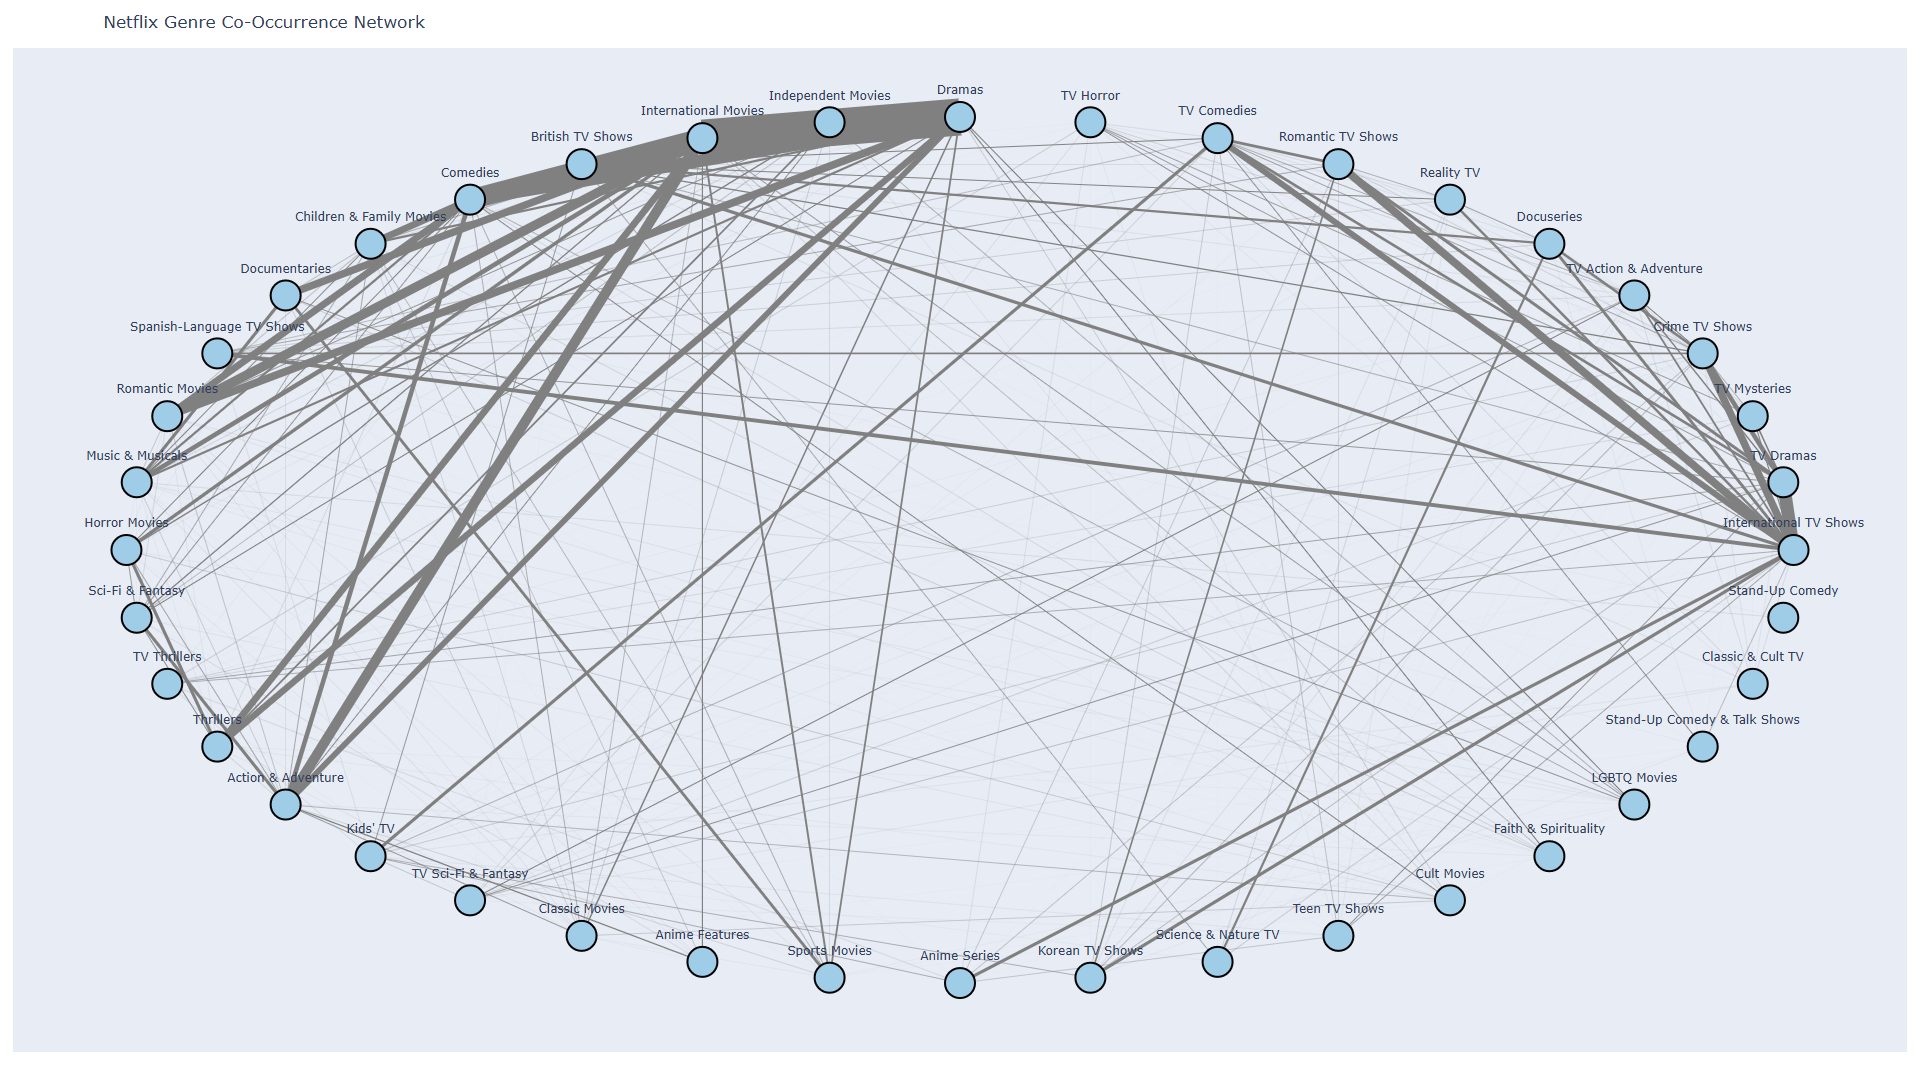 Netflix Genre Co-Occurrence Network
Dramas
Independent Movies
TV Horror
International Movies
TV Comedies
British TV Shows
Romantic TV Shows
Comedies
Reality TV
Children & Family Movies
Docuseries
Documentaries
TV Action & Adventure
Spanish-Language TV Shows
Crime TV Shows
Romantic Movies
TV Mysteries
Music & Musicals
TV Dramas
Horror Movies
International TV Shows
Sci-Fi & Fantasy
Stand-Up Comedy
TV Thrillers
Classic & Cult TV
Thrillers
Stand-Up Comedy & Talk Shows
Action & Adventure
LGBTQ Movies
Kids' TV
Faith & Spirituality
TV Sci-Fi & Fantasy
Cult Movies
Classic Movies
Teen TV Shows
Anime Features
Science & Nature TV
Sports Movies
Korean TV Shows
Anime Series